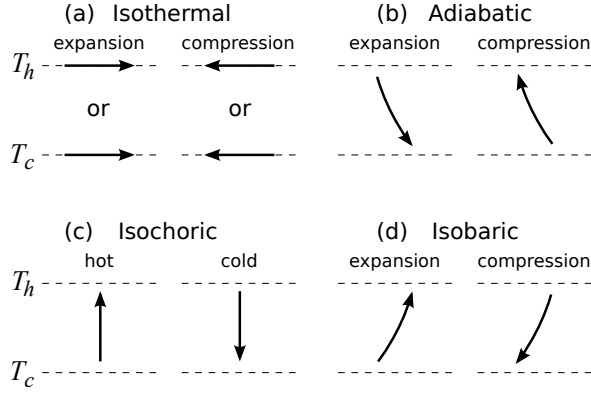 (a) Isothermal
expansion compression
T_h
or or
T_c
(b) Adiabatic
expansion compression
(c) Isochoric
hot cold
T_h
T_c
(d) Isobaric
expansion compression